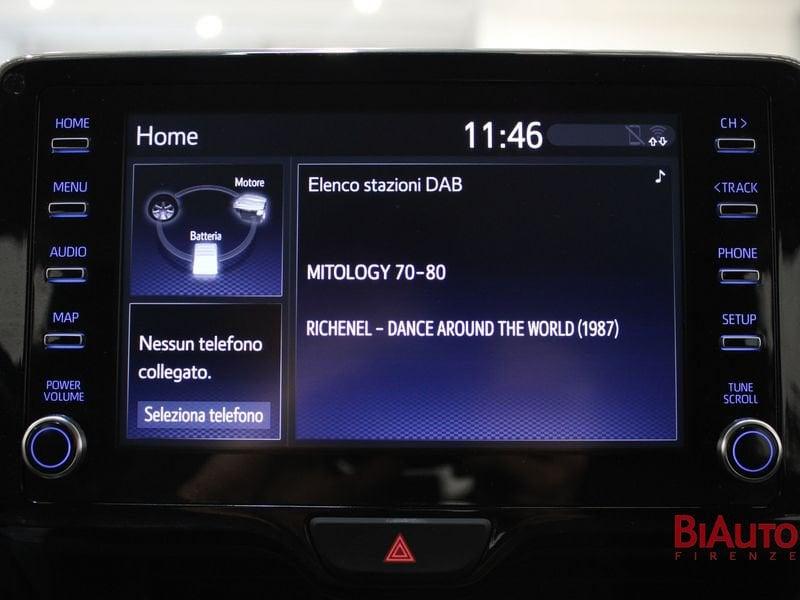 HOME
MENU
AUDIO
MAP
POWER
VOLUME
Home
11:46
Motore
Batteria
Nessun telefono
collegato.
Seleziona telefono
Elenco stazioni DAB
MITOLOGY 70-80
RICHENEL - DANCE AROUND THE WORLD (1987)
CH >
<TRACK
PHONE
SETUP
TUNE
SCROLL
BIAUTO
FIRENZE